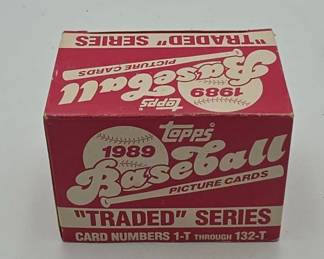 "TRADED" SERIES
PICTURE CARDS
Baseball
1989
topps
topps
1989
Baseball
PICTURE CARDS
"TRADED" SERIES
CARD NUMBERS 1-T THROUGH 132-T